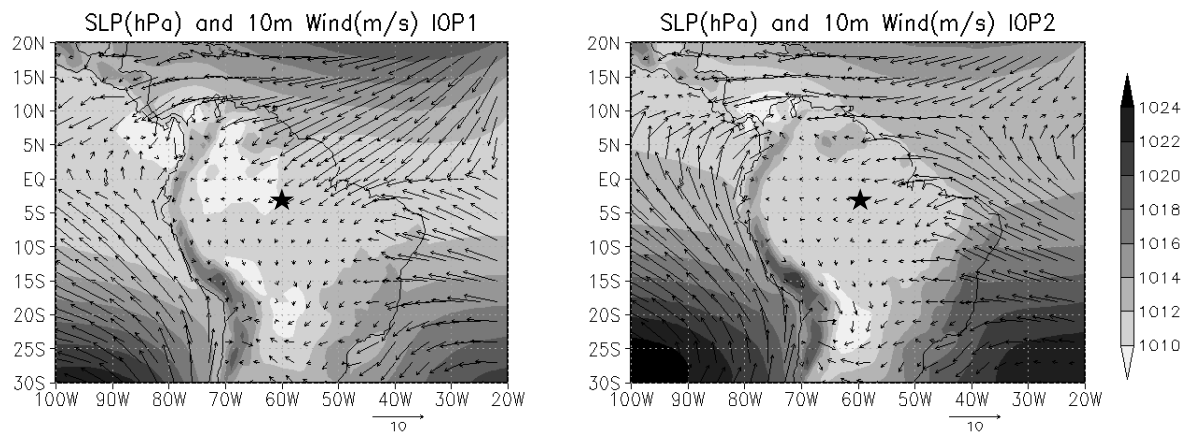 SLP(hPa) and 10m Wind(m/s) IOP1
20N
15N
10N
5N
EQ
5S
10S
15S
20S
25S
30S
100W 90W 80W 70W 60W 50W 40W 30W 20W
10
SLP(hPa) and 10m Wind(m/s) IOP2
20N
15N
10N
5N
EQ
5S
10S
15S
20S
25S
30S
100W 90W 80W 70W 60W 50W 40W 30W 20W
10
1024
1022
1020
1018
1016
1014
1012
1010